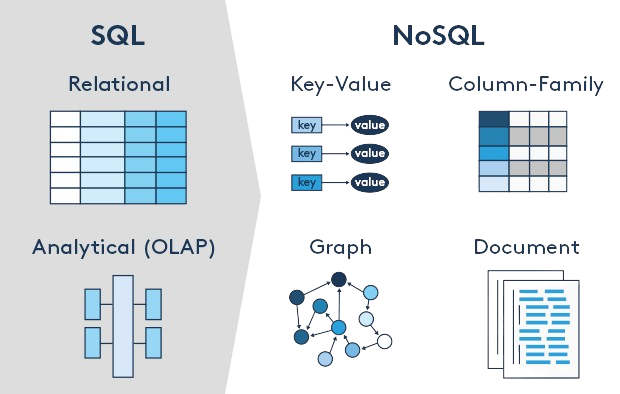 SQL
NoSQL
Relational
Key-Value
Column-Family
key value
key value
key value
Analytical (OLAP)
Graph
Document